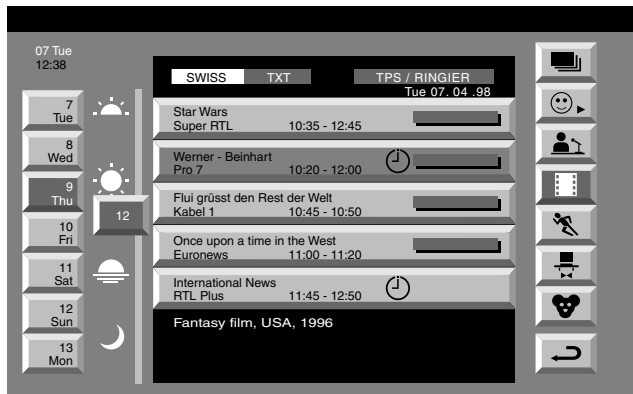 07 Tue
12:38
SWISS TXT TPS / RINGIER
Tue 07. 04 .98
7
Tue
8
Wed
9
Thu
10
Fri
11
Sat
12
Sun
13
Mon
12
Star Wars
Super RTL 10:35 - 12:45
Werner - Beinhart
Pro 7 10:20 - 12:00
Flui grüsst den Rest der Welt
Kabel 1 10:45 - 10:50
Once upon a time in the West
Euronews 11:00 - 11:20
International News
RTL Plus 11:45 - 12:50
Fantasy film, USA, 1996